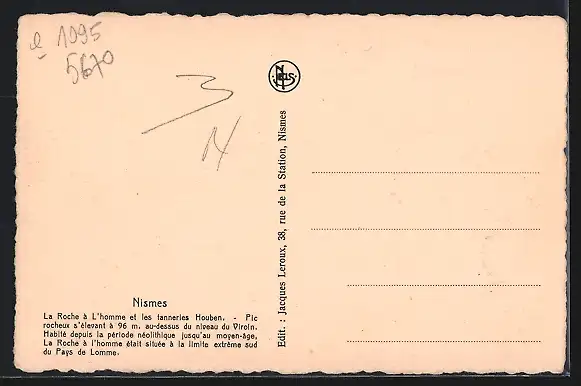 e 1095
5670
3
N
NELS
Nismes
La Roche à L'homme et les tanneries Houben. - Pic
rocheux s'élevant à 96 m. au-dessus du niveau du Viroin.
Habité depuis la période néolithique jusqu'au moyen-âge,
La Roche à l'homme était située à la limite extrême sud
du Pays de Lomme.
Edit. : Jacques Leroux, 38, rue de la Station, Nismes